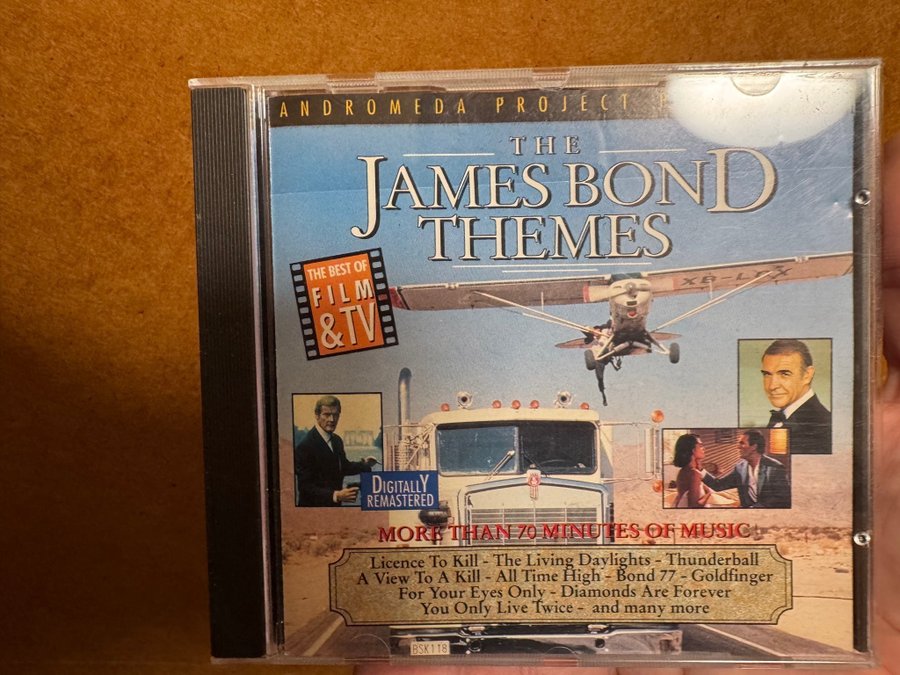 ANDROMEDA PROJECT
THE
JAMES BOND
THEMES
THE BEST OF
FILM
&TV
DIGITALLY
REMASTERED
MORE THAN 70 MINUTES OF MUSIC
Licence To Kill - The Living Daylights - Thunderball
A View To A Kill - All Time High - Bond 77 - Goldfinger
For Your Eyes Only - Diamonds Are Forever
You Only Live Twice - and many more
BSK118